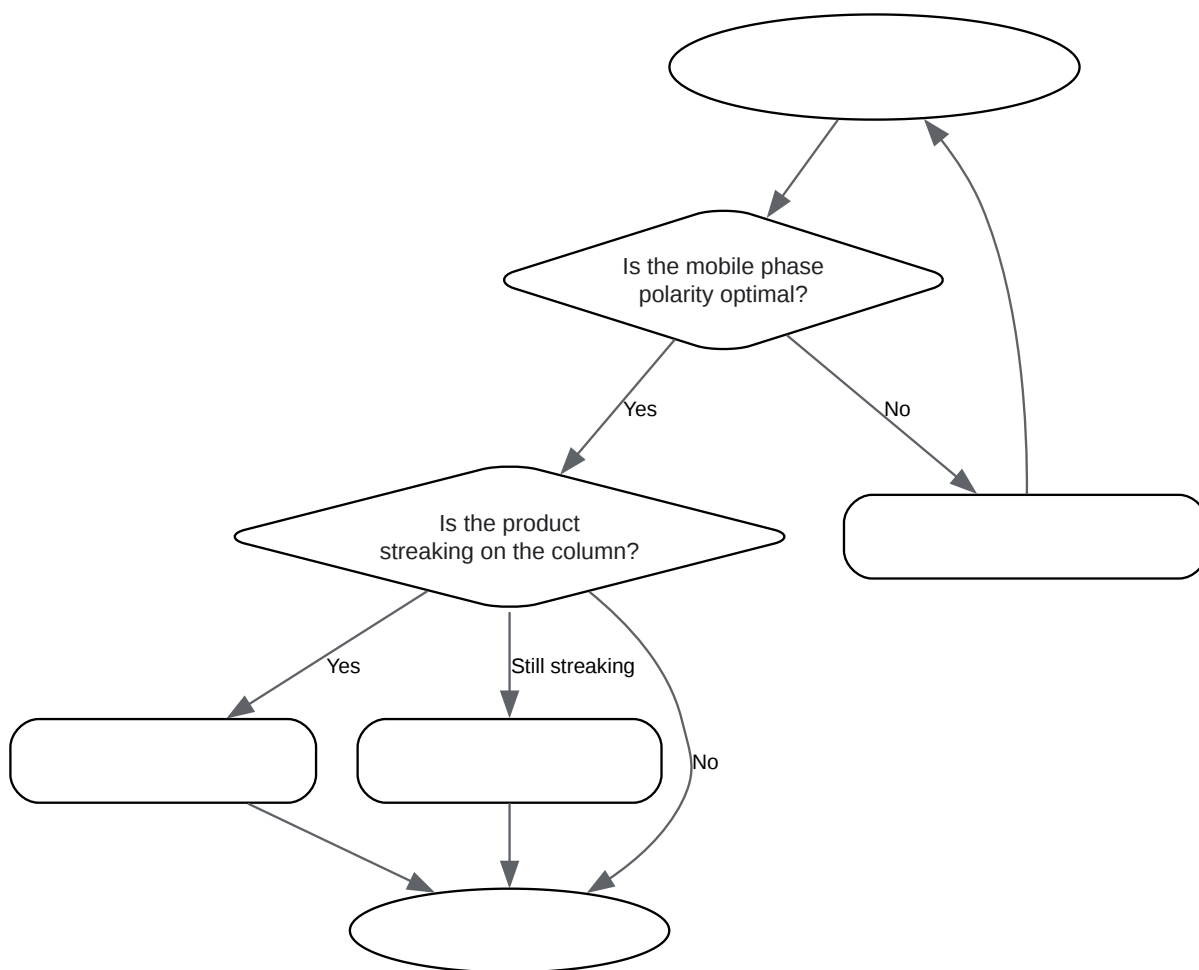 Is the mobile phase
polarity optimal?
Yes
No
Is the product
streaking on the column?
Yes
Still streaking
No